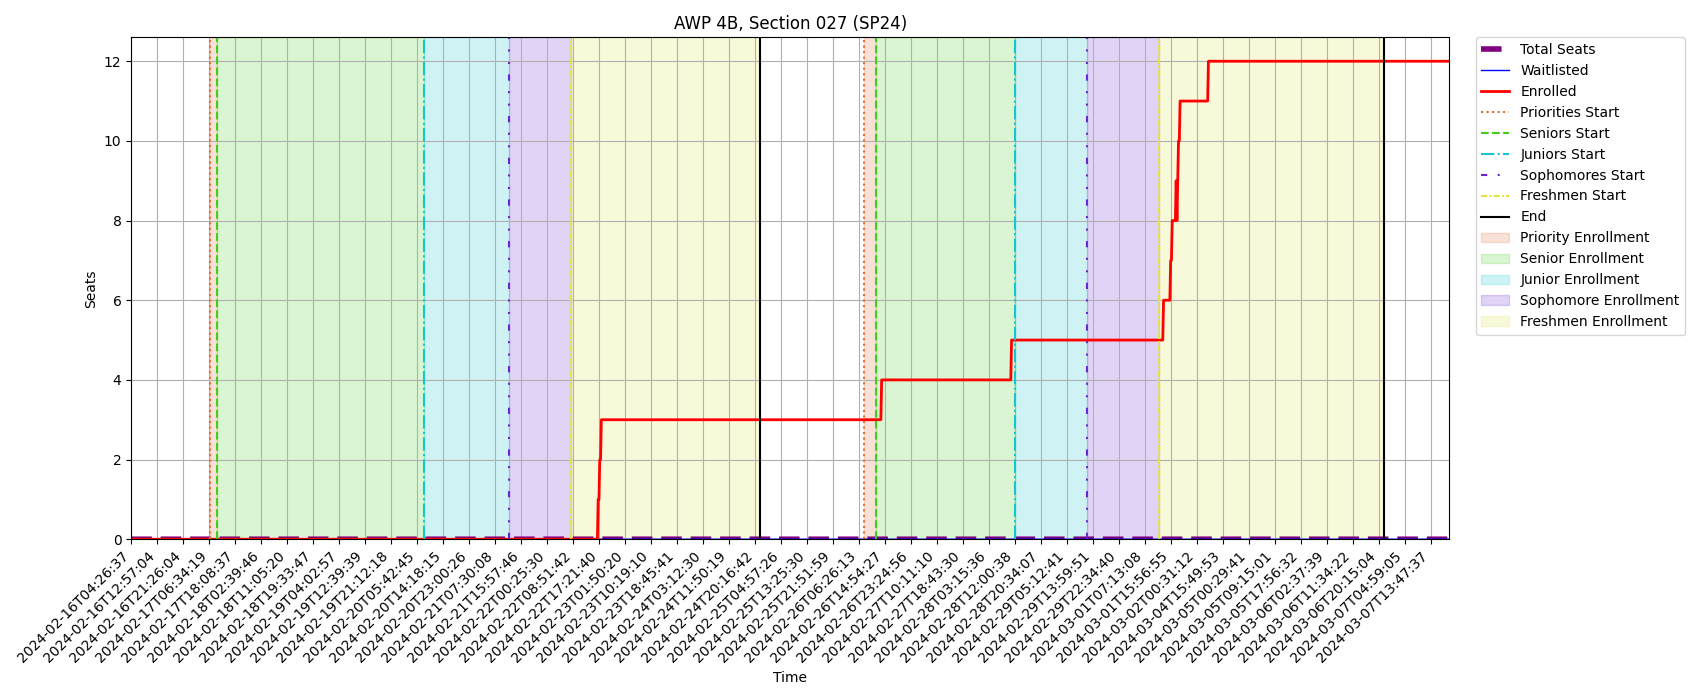 AWP 4B, Section 027 (SP24)
Seats
12
10
8
6
4
2
0
2024-02-16T04:26:37
2024-02-16T12:57:04
2024-02-16T21:26:04
2024-02-17T06:34:19
2024-02-17T18:08:37
2024-02-18T02:39:46
2024-02-18T11:05:20
2024-02-18T19:33:47
2024-02-19T04:02:57
2024-02-19T12:39:39
2024-02-19T21:12:18
2024-02-20T05:42:45
2024-02-20T14:18:15
2024-02-20T23:00:26
2024-02-21T07:30:08
2024-02-21T15:57:46
2024-02-22T00:25:30
2024-02-22T08:51:42
2024-02-22T17:21:40
2024-02-23T01:50:20
2024-02-23T10:19:10
2024-02-23T18:45:41
2024-02-24T03:12:30
2024-02-24T11:50:19
2024-02-24T20:16:42
2024-02-25T04:57:26
2024-02-25T13:25:30
2024-02-25T21:51:59
2024-02-26T06:26:13
2024-02-26T14:54:27
2024-02-26T23:24:56
2024-02-27T10:11:10
2024-02-27T18:43:30
2024-02-28T03:15:36
2024-02-28T12:00:38
2024-02-28T20:34:07
2024-02-29T05:12:41
2024-02-29T13:59:51
2024-02-29T22:34:40
2024-03-01T07:13:08
2024-03-01T15:56:55
2024-03-02T00:31:12
2024-03-04T15:49:53
2024-03-05T00:29:41
2024-03-05T09:15:01
2024-03-05T17:56:32
2024-03-06T02:37:39
2024-03-06T11:34:22
2024-03-06T20:15:04
2024-03-07T04:59:05
2024-03-07T13:47:37
Time
Total Seats
Waitlisted
Enrolled
Priorities Start
Seniors Start
Juniors Start
Sophomores Start
Freshmen Start
End
Priority Enrollment
Senior Enrollment
Junior Enrollment
Sophomore Enrollment
Freshmen Enrollment